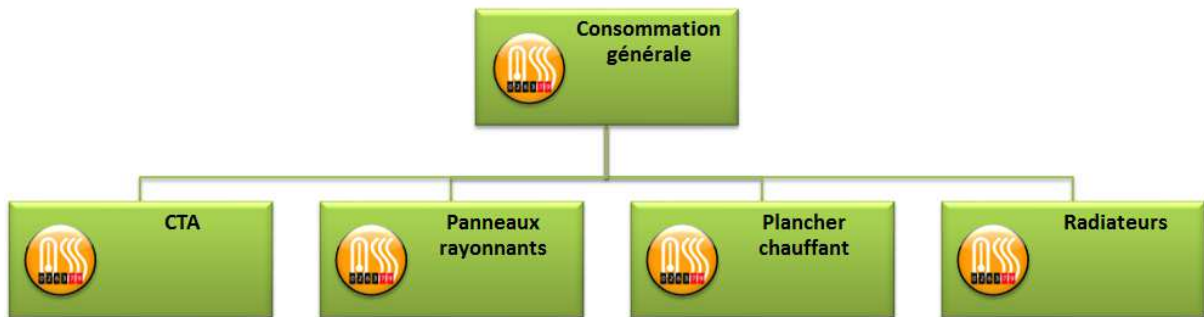 Consommation
générale
CTA
Panneaux
rayonnants
Plancher
chauffant
Radiateurs